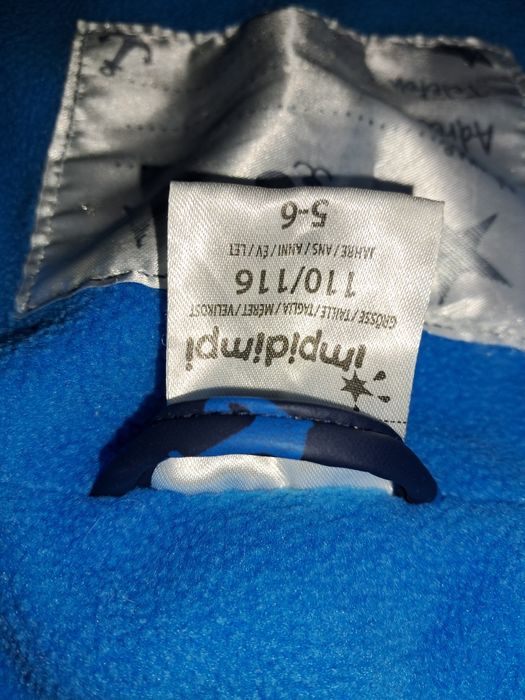 impidimpi
GRÖSSE / TAILLE / TAGLIA / MÉRET / VELIKOST
110/116
JAHRE / ANS / ANNI / ÉV / LET
5-6